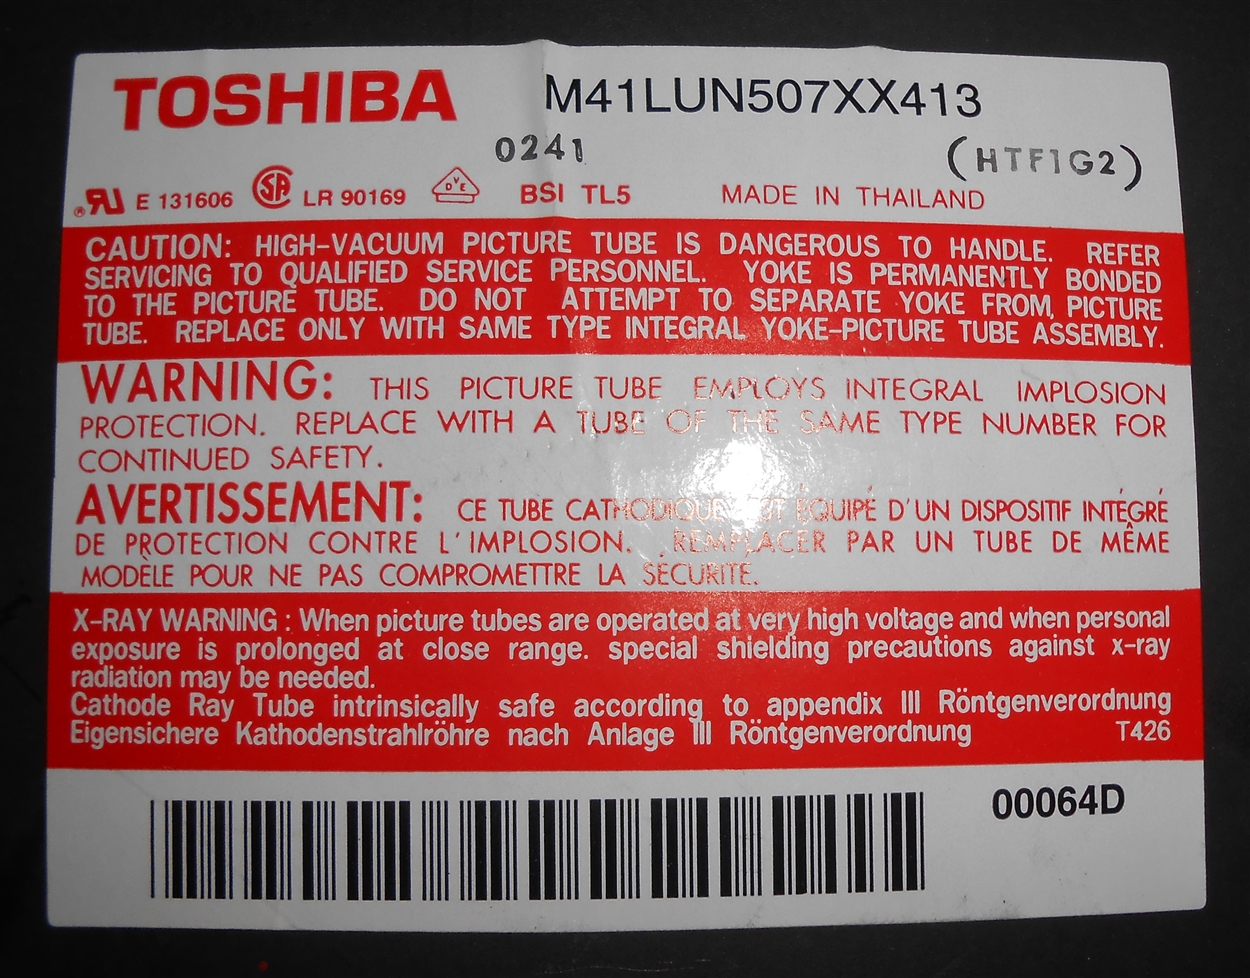 TOSHIBA M41LUN507XX413
0241 (HTF1G2)
E 131606 SA LR 90169 DVE BSI TL5 MADE IN THAILAND
CAUTION: HIGH-VACUUM PICTURE TUBE IS DANGEROUS TO HANDLE. REFER
SERVICING TO QUALIFIED SERVICE PERSONNEL. YOKE IS PERMANENTLY BONDED
TO THE PICTURE TUBE. DO NOT ATTEMPT TO SEPARATE YOKE FROM PICTURE
TUBE. REPLACE ONLY WITH SAME TYPE INTEGRAL YOKE-PICTURE TUBE ASSEMBLY.
WARNING: THIS PICTURE TUBE EMPLOYS INTEGRAL IMPLOSION
PROTECTION. REPLACE WITH A TUBE OF THE SAME TYPE NUMBER FOR
CONTINUED SAFETY.
AVERTISSEMENT: CE TUBE CATHODIQUE EST ÉQUIPÉ D'UN DISPOSITIF INTÉGRÉ
DE PROTECTION CONTRE L'IMPLOSION. REMPLACER PAR UN TUBE DE MÊME
MODÈLE POUR NE PAS COMPROMETTRE LA SÉCURITÉ.
X-RAY WARNING : When picture tubes are operated at very high voltage and when personal
exposure is prolonged at close range. special shielding precautions against x-ray
radiation may be needed.
Cathode Ray Tube intrinsically safe according to appendix III Röntgenverordnung
Eigensichere Kathodenstrahlröhre nach Anlage III Röntgenverordnung T426
00064D